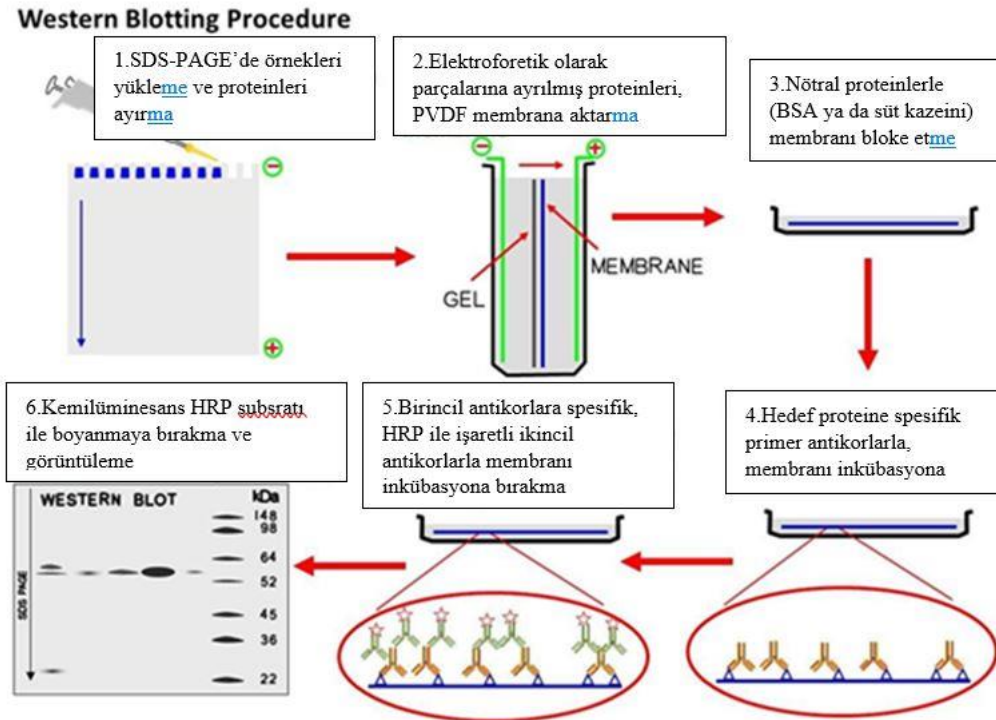 Western Blotting Procedure
1.SDS-PAGE'de örnekleri
yükleme ve proteinleri
ayırma
2.Elektroforetik olarak
parçalarına ayrılmış proteinleri,
PVDF membrana aktarma
3.Nötral proteinlerle
(BSA ya da süt kazeini)
membranı bloke etme
GEL
MEMBRANE
6.Kemilüminesans HRP subsratı
ile boyanmaya bırakma ve
görüntüleme
5.Birincil antikorlara spesifik,
HRP ile işaretli ikincil
antikorlarla membranı
inkübasyona bırakma
4.Hedef proteine spesifik
primer antikorlarla,
membranı inkübasyona
WESTERN BLOT
kDa
148
98
64
52
45
36
22
SDS PAGE